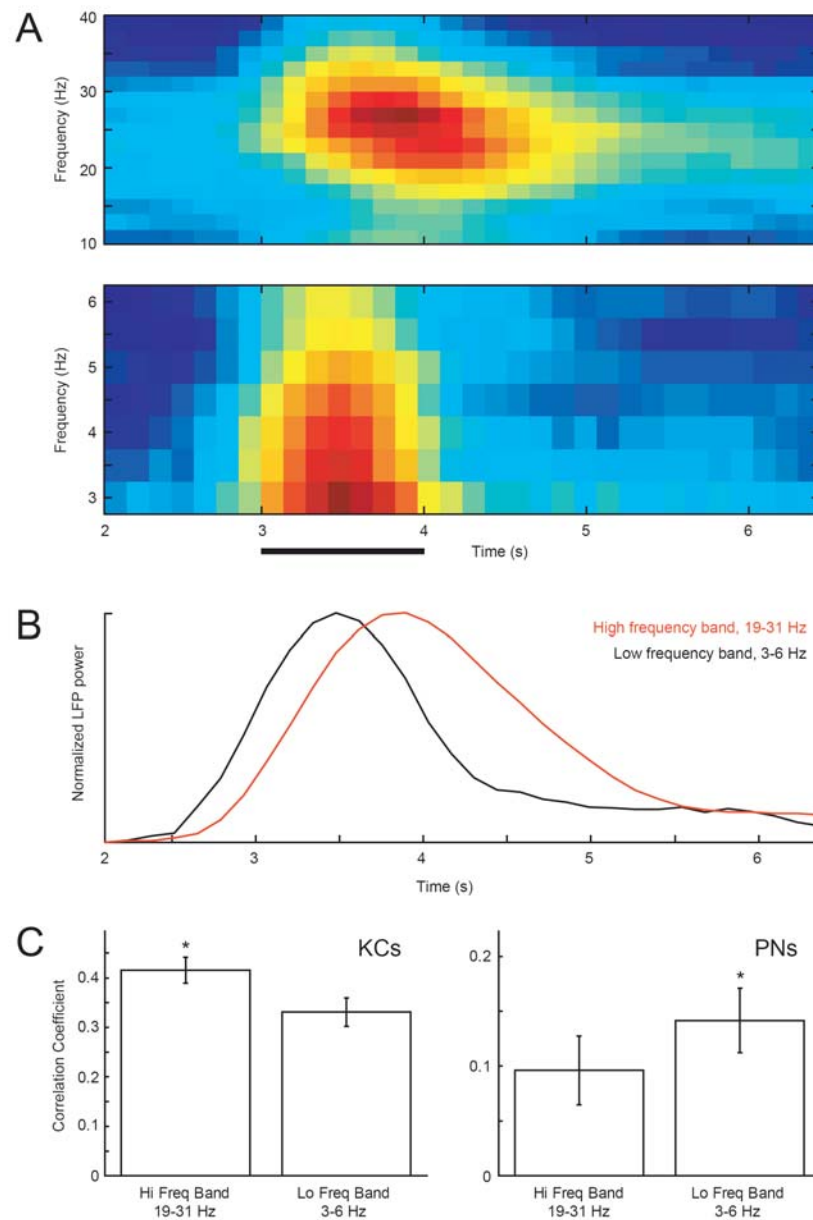 A
Frequency (Hz)
40
30
20
10
Frequency (Hz)
6
5
4
3
2 3 4 5 6
Time (s)
B
Normalized LFP power
High frequency band, 19-31 Hz
Low frequency band, 3-6 Hz
2 3 4 5 6
Time (s)
C
Correlation Coefficient
KCs
*
0.4
0.3
0.2
0.1
0
Hi Freq Band Lo Freq Band
19-31 Hz 3-6 Hz
PNs
*
0.2
0.1
0
Hi Freq Band Lo Freq Band
19-31 Hz 3-6 Hz